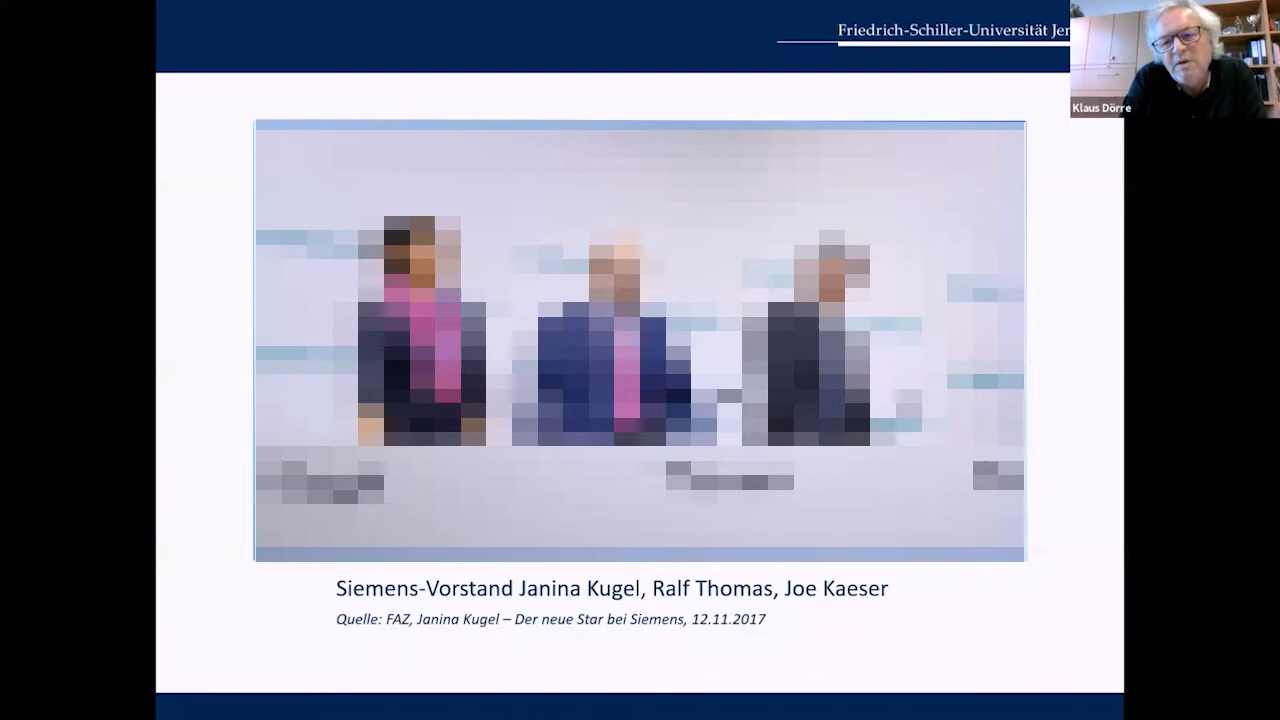 Friedrich-Schiller-Universität
Klaus Dörre
Siemens-Vorstand Janina Kugel, Ralf Thomas, Joe Kaeser
Quelle: FAZ, Janina Kugel – Der neue Star bei Siemens, 12.11.2017